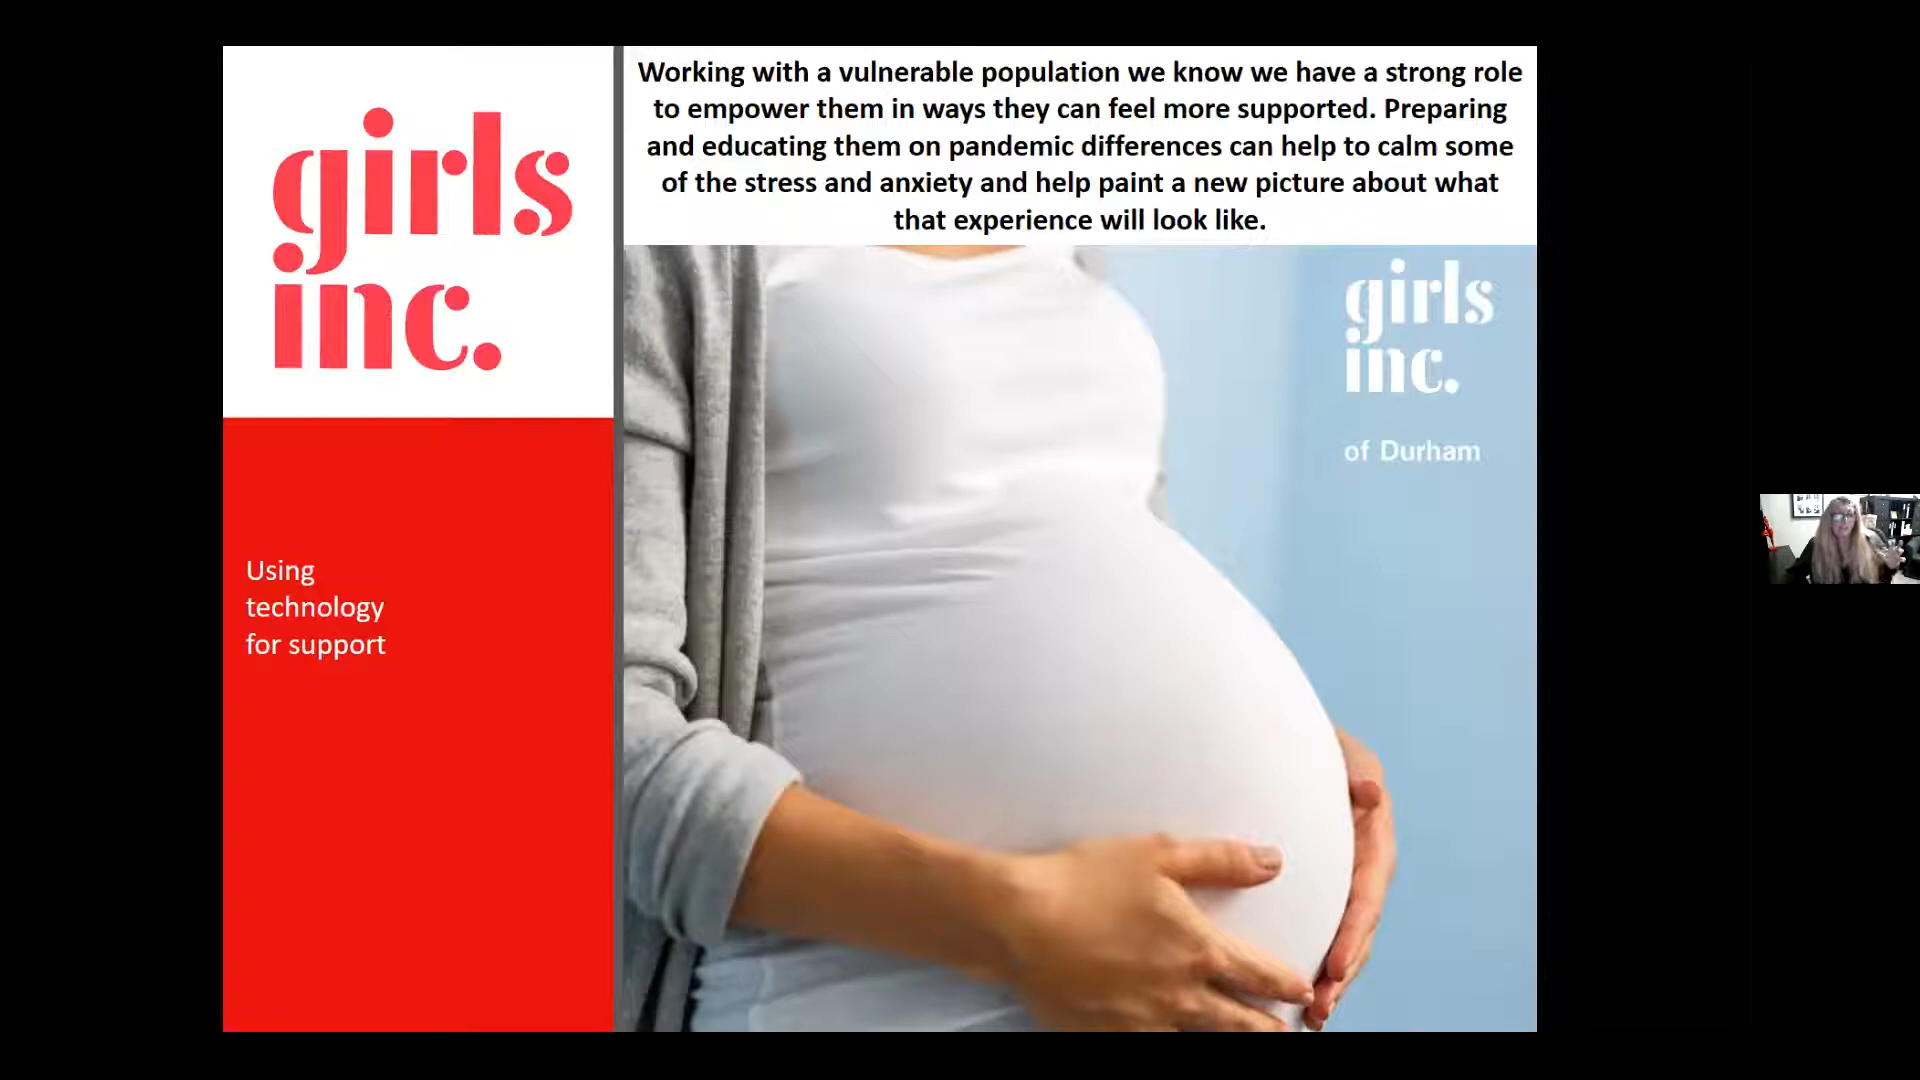 girls
inc.
Using
technology
for support
Working with a vulnerable population we know we have a strong role
to empower them in ways they can feel more supported. Preparing
and educating them on pandemic differences can help to calm some
of the stress and anxiety and help paint a new picture about what
that experience will look like.
girls
inc.
of Durham